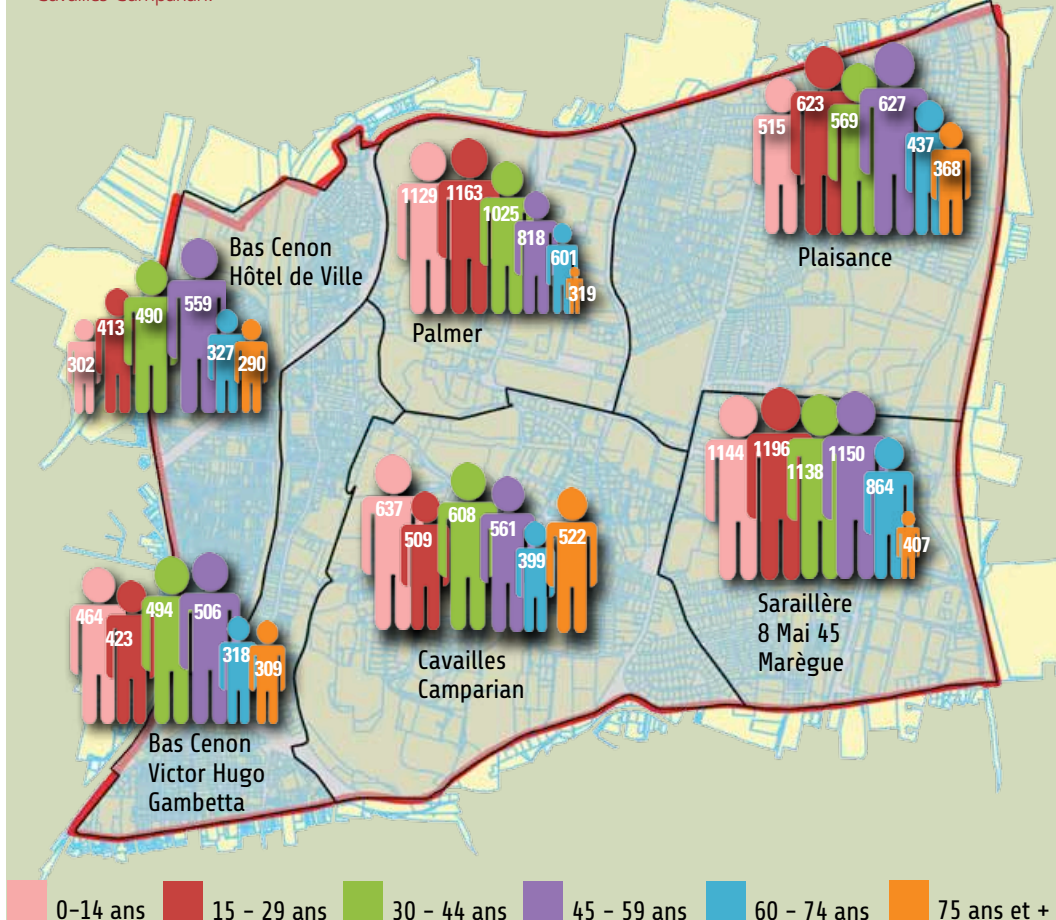 Cavailles Camparian.
515
623
569
627
437
368
Plaisance
1129
1163
1025
818
601
319
Palmer
Bas Cenon
Hôtel de Ville
302
413
490
559
327
290
1144
1196
1138
1150
864
407
Saraillère
8 Mai 45
Marègue
637
509
608
561
399
522
Cavailles
Camparian
464
423
494
506
318
309
Bas Cenon
Victor Hugo
Gambetta
0-14 ans 15 - 29 ans 30 - 44 ans 45 - 59 ans 60 - 74 ans 75 ans et +